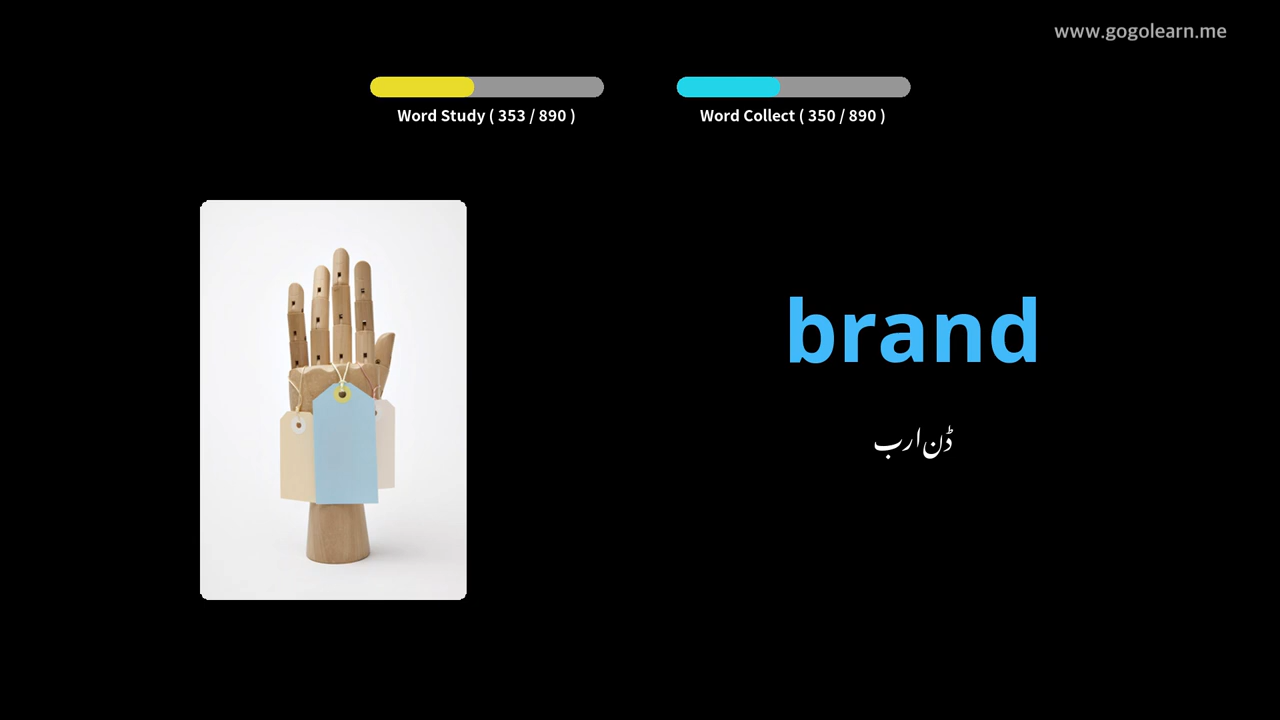 www.gogolearn.me
Word Study ( 353 / 890 )
Word Collect ( 350 / 890 )
brand
ڈن ارب